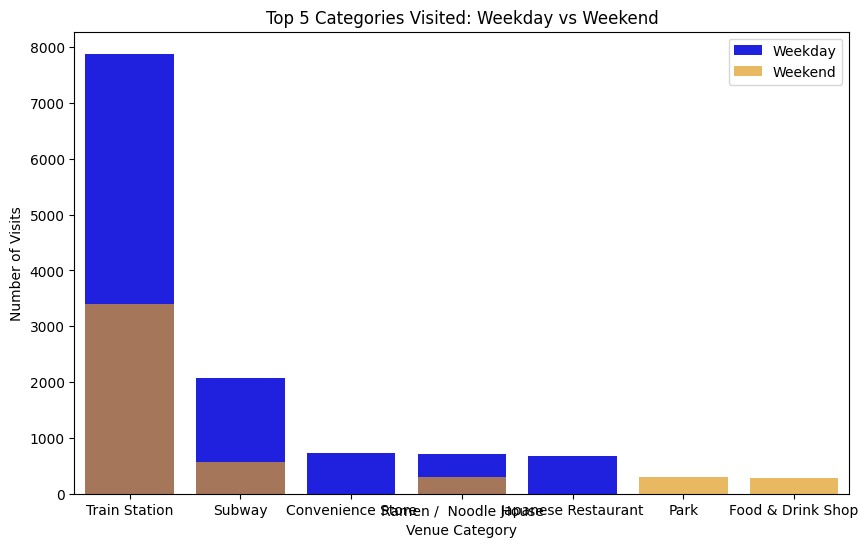 Top 5 Categories Visited: Weekday vs Weekend
Weekday
Weekend
8000
7000
6000
5000
4000
3000
2000
1000
0
Number of Visits
Train Station
Subway
Convenience Store
Ramen /  Noodle House
Japanese Restaurant
Park
Food & Drink Shop
Venue Category